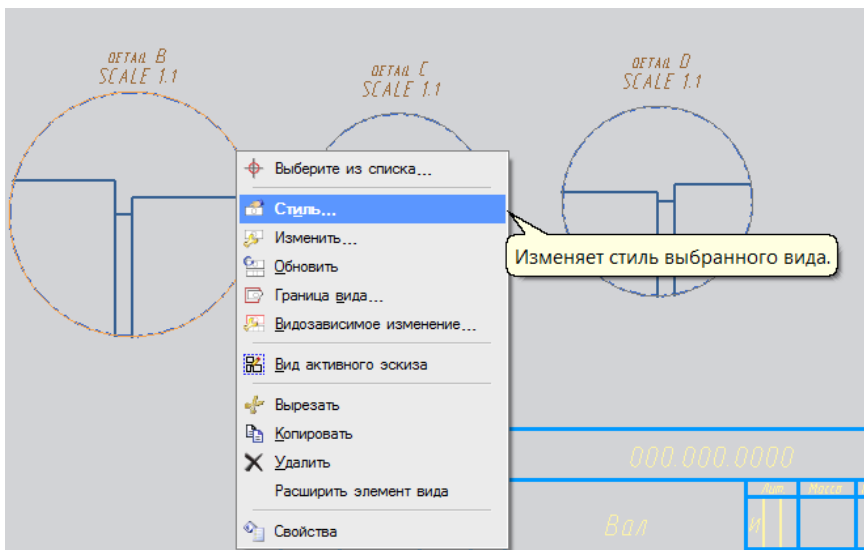 DETAIL B
SCALE 1.1
DETAIL C
SCALE 1.1
DETAIL D
SCALE 1.1
Выберите из списка...
Стиль...
Изменить...
Обновить
Граница вида...
Видозависимое изменение...
Вид активного эскиза
Вырезать
Копировать
Удалить
Расширить элемент вида
Свойства
Изменяет стиль выбранного вида.
000.000.0000
Лит. Масса
Вал
И